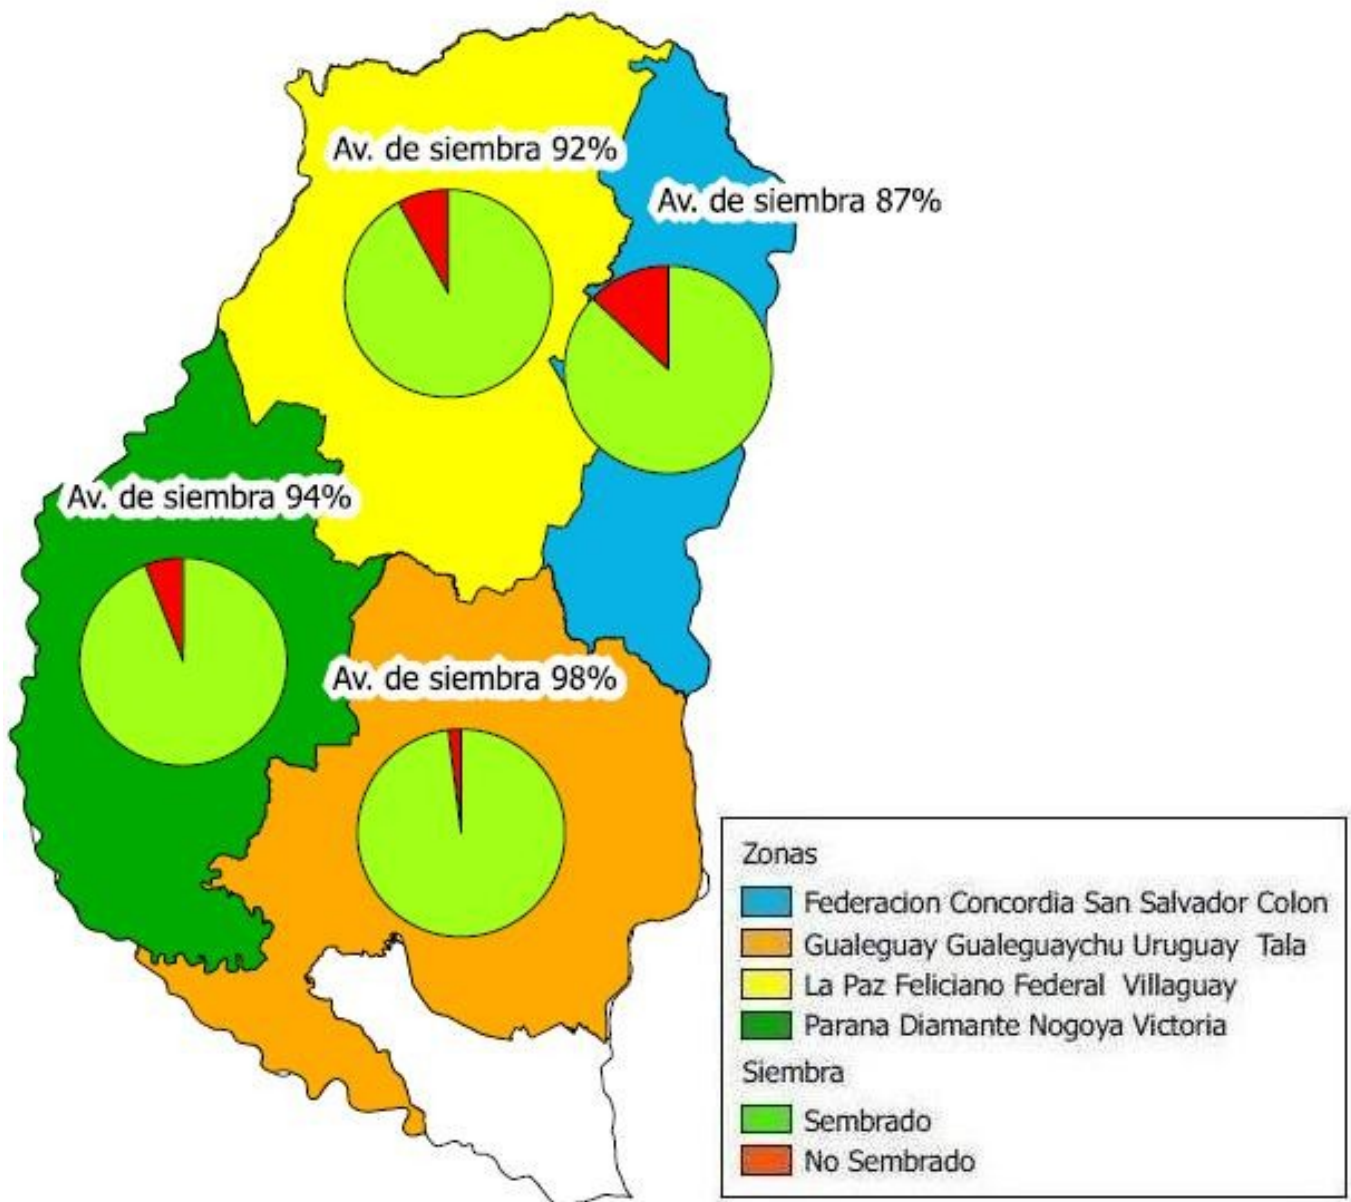 Av. de siembra 92%
Av. de siembra 87%
Av. de siembra 94%
Av. de siembra 98%
Zonas
Federacion Concordia San Salvador Colon
Gualeguay Gualeguaychu Uruguay Tala
La Paz Feliciano Federal Villaguay
Parana Diamante Nogoya Victoria
Siembra
Sembrado
No Sembrado